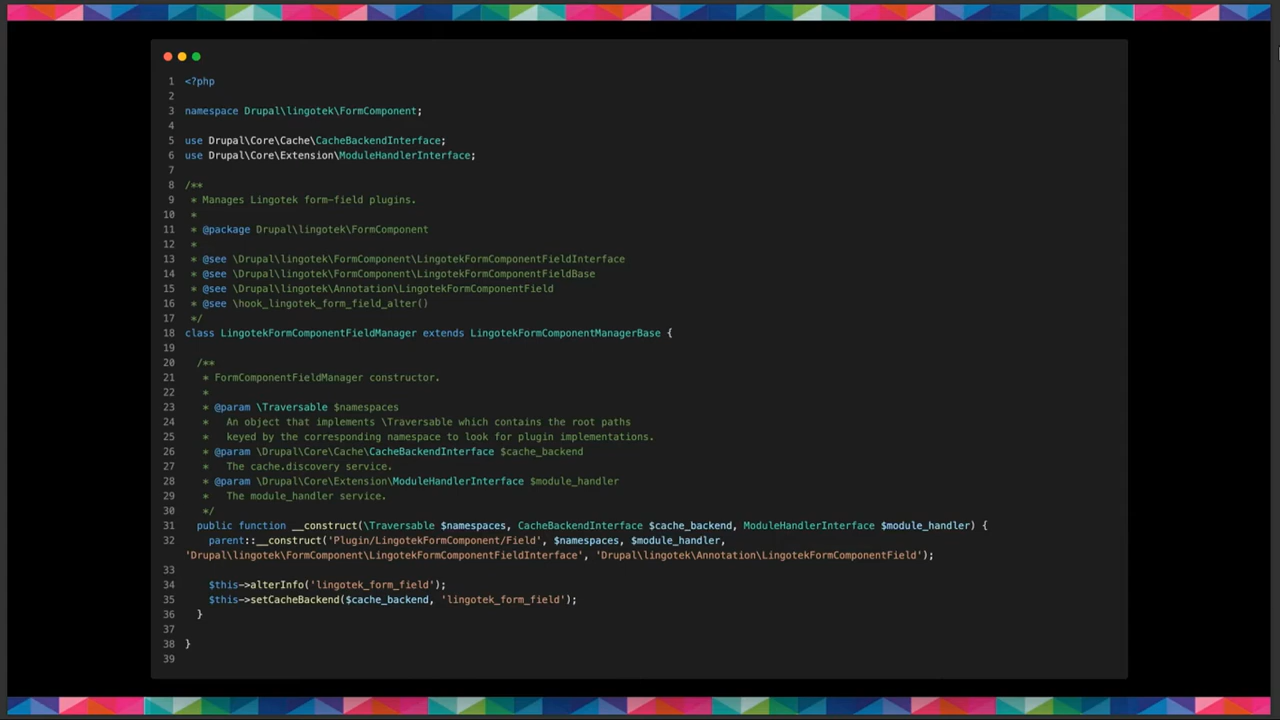 1 <?php
2
3 namespace Drupal\lingotek\FormComponent;
4
5 use Drupal\Core\Cache\CacheBackendInterface;
6 use Drupal\Core\Extension\ModuleHandlerInterface;
7
8 /**
9 * Manages Lingotek form-field plugins.
10 *
11 * @package Drupal\lingotek\FormComponent
12 *
13 * @see \Drupal\lingotek\FormComponent\LingotekFormComponentFieldInterface
14 * @see \Drupal\lingotek\FormComponent\LingotekFormComponentFieldBase
15 * @see \Drupal\lingotek\Annotation\LingotekFormComponentField
16 * @see \hook_lingotek_form_field_alter()
17 */
18 class LingotekFormComponentFieldManager extends LingotekFormComponentManagerBase {
19
20 /**
21 * FormComponentFieldManager constructor.
22 *
23 * @param \Traversable $namespaces
24 * An object that implements \Traversable which contains the root paths
25 * keyed by the corresponding namespace to look for plugin implementations.
26 * @param \Drupal\Core\Cache\CacheBackendInterface $cache_backend
27 * The cache.discovery service.
28 * @param \Drupal\Core\Extension\ModuleHandlerInterface $module_handler
29 * The module_handler service.
30 */
31 public function __construct(\Traversable $namespaces, CacheBackendInterface $cache_backend, ModuleHandlerInterface $module_handler) {
32 parent::__construct('Plugin/LingotekFormComponent/Field', $namespaces, $module_handler,
'Drupal\lingotek\FormComponent\LingotekFormComponentFieldInterface', 'Drupal\lingotek\Annotation\LingotekFormComponentField');
33
34 $this->alterInfo('lingotek_form_field');
35 $this->setCacheBackend($cache_backend, 'lingotek_form_field');
36 }
37
38 }
39